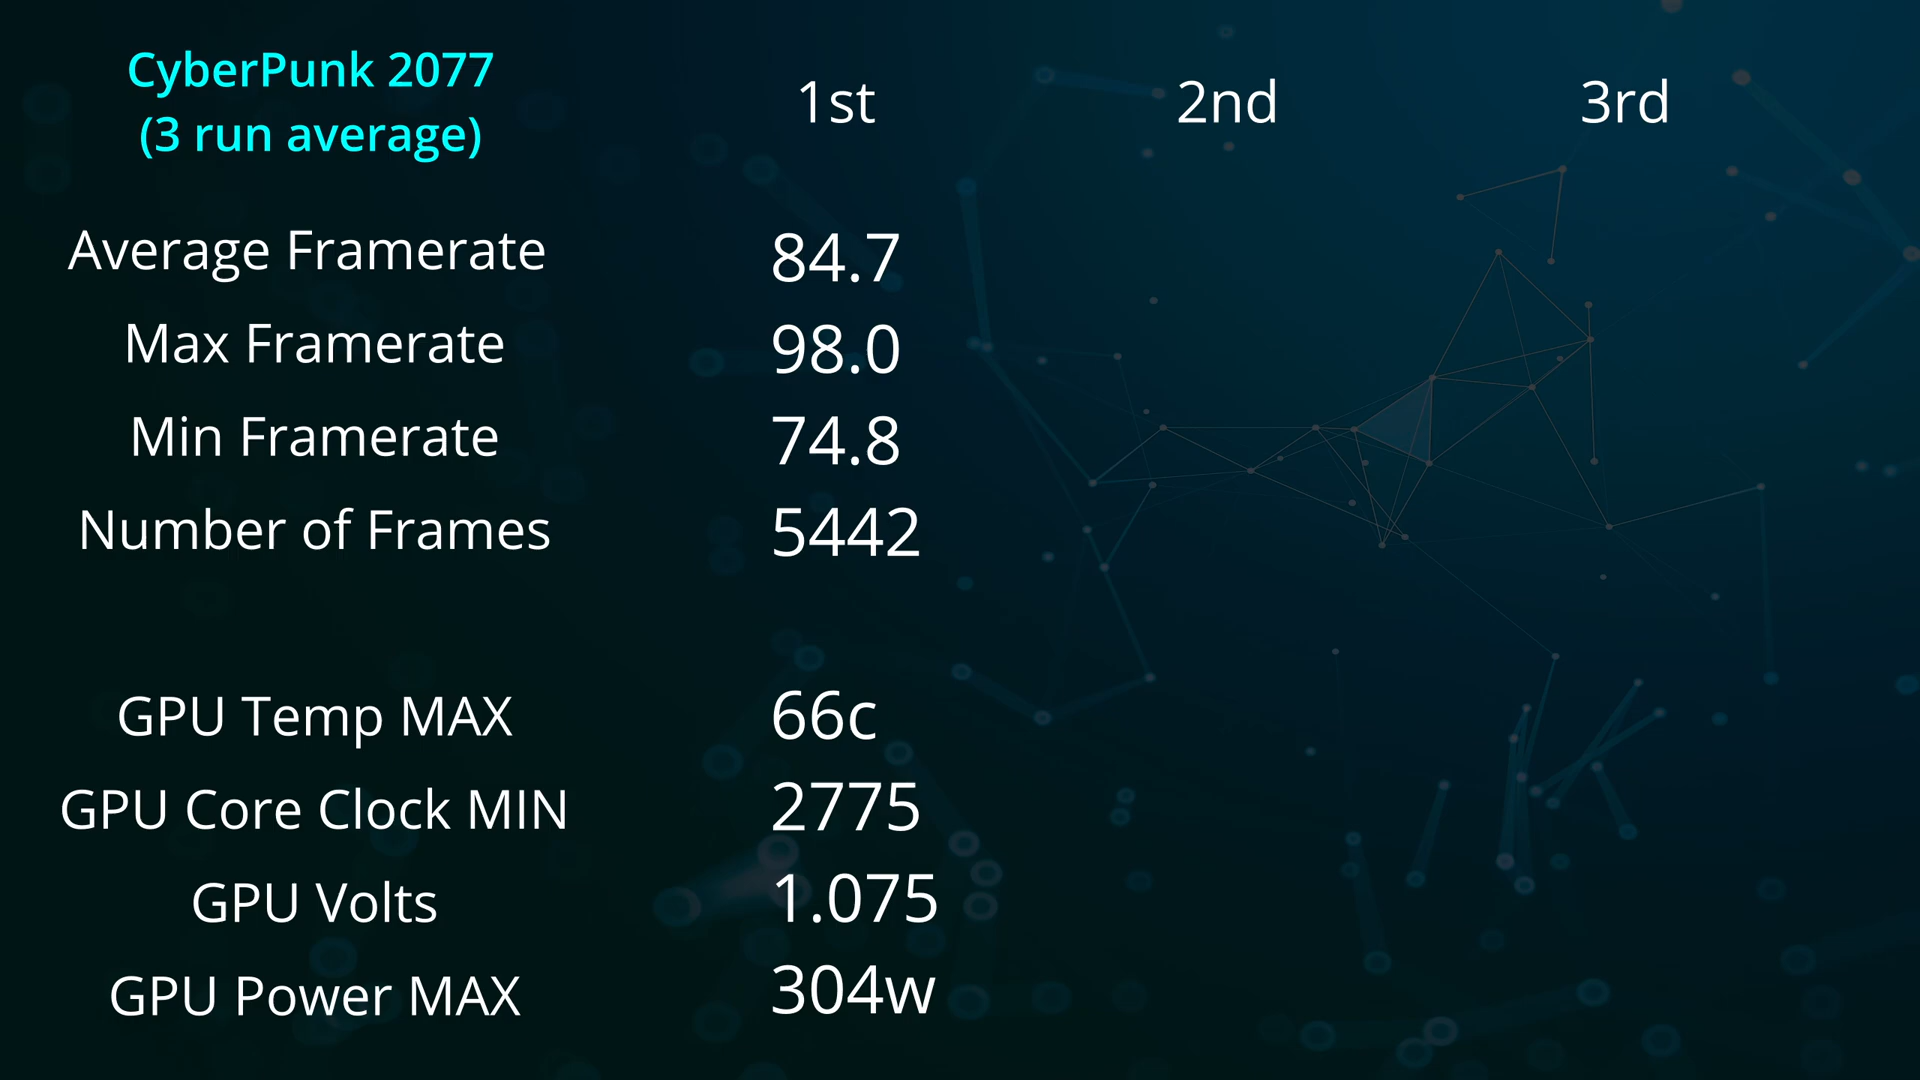 CyberPunk 2077
(3 run average)
1st 2nd 3rd
Average Framerate 84.7
Max Framerate 98.0
Min Framerate 74.8
Number of Frames 5442
GPU Temp MAX 66c
GPU Core Clock MIN 2775
GPU Volts 1.075
GPU Power MAX 304w